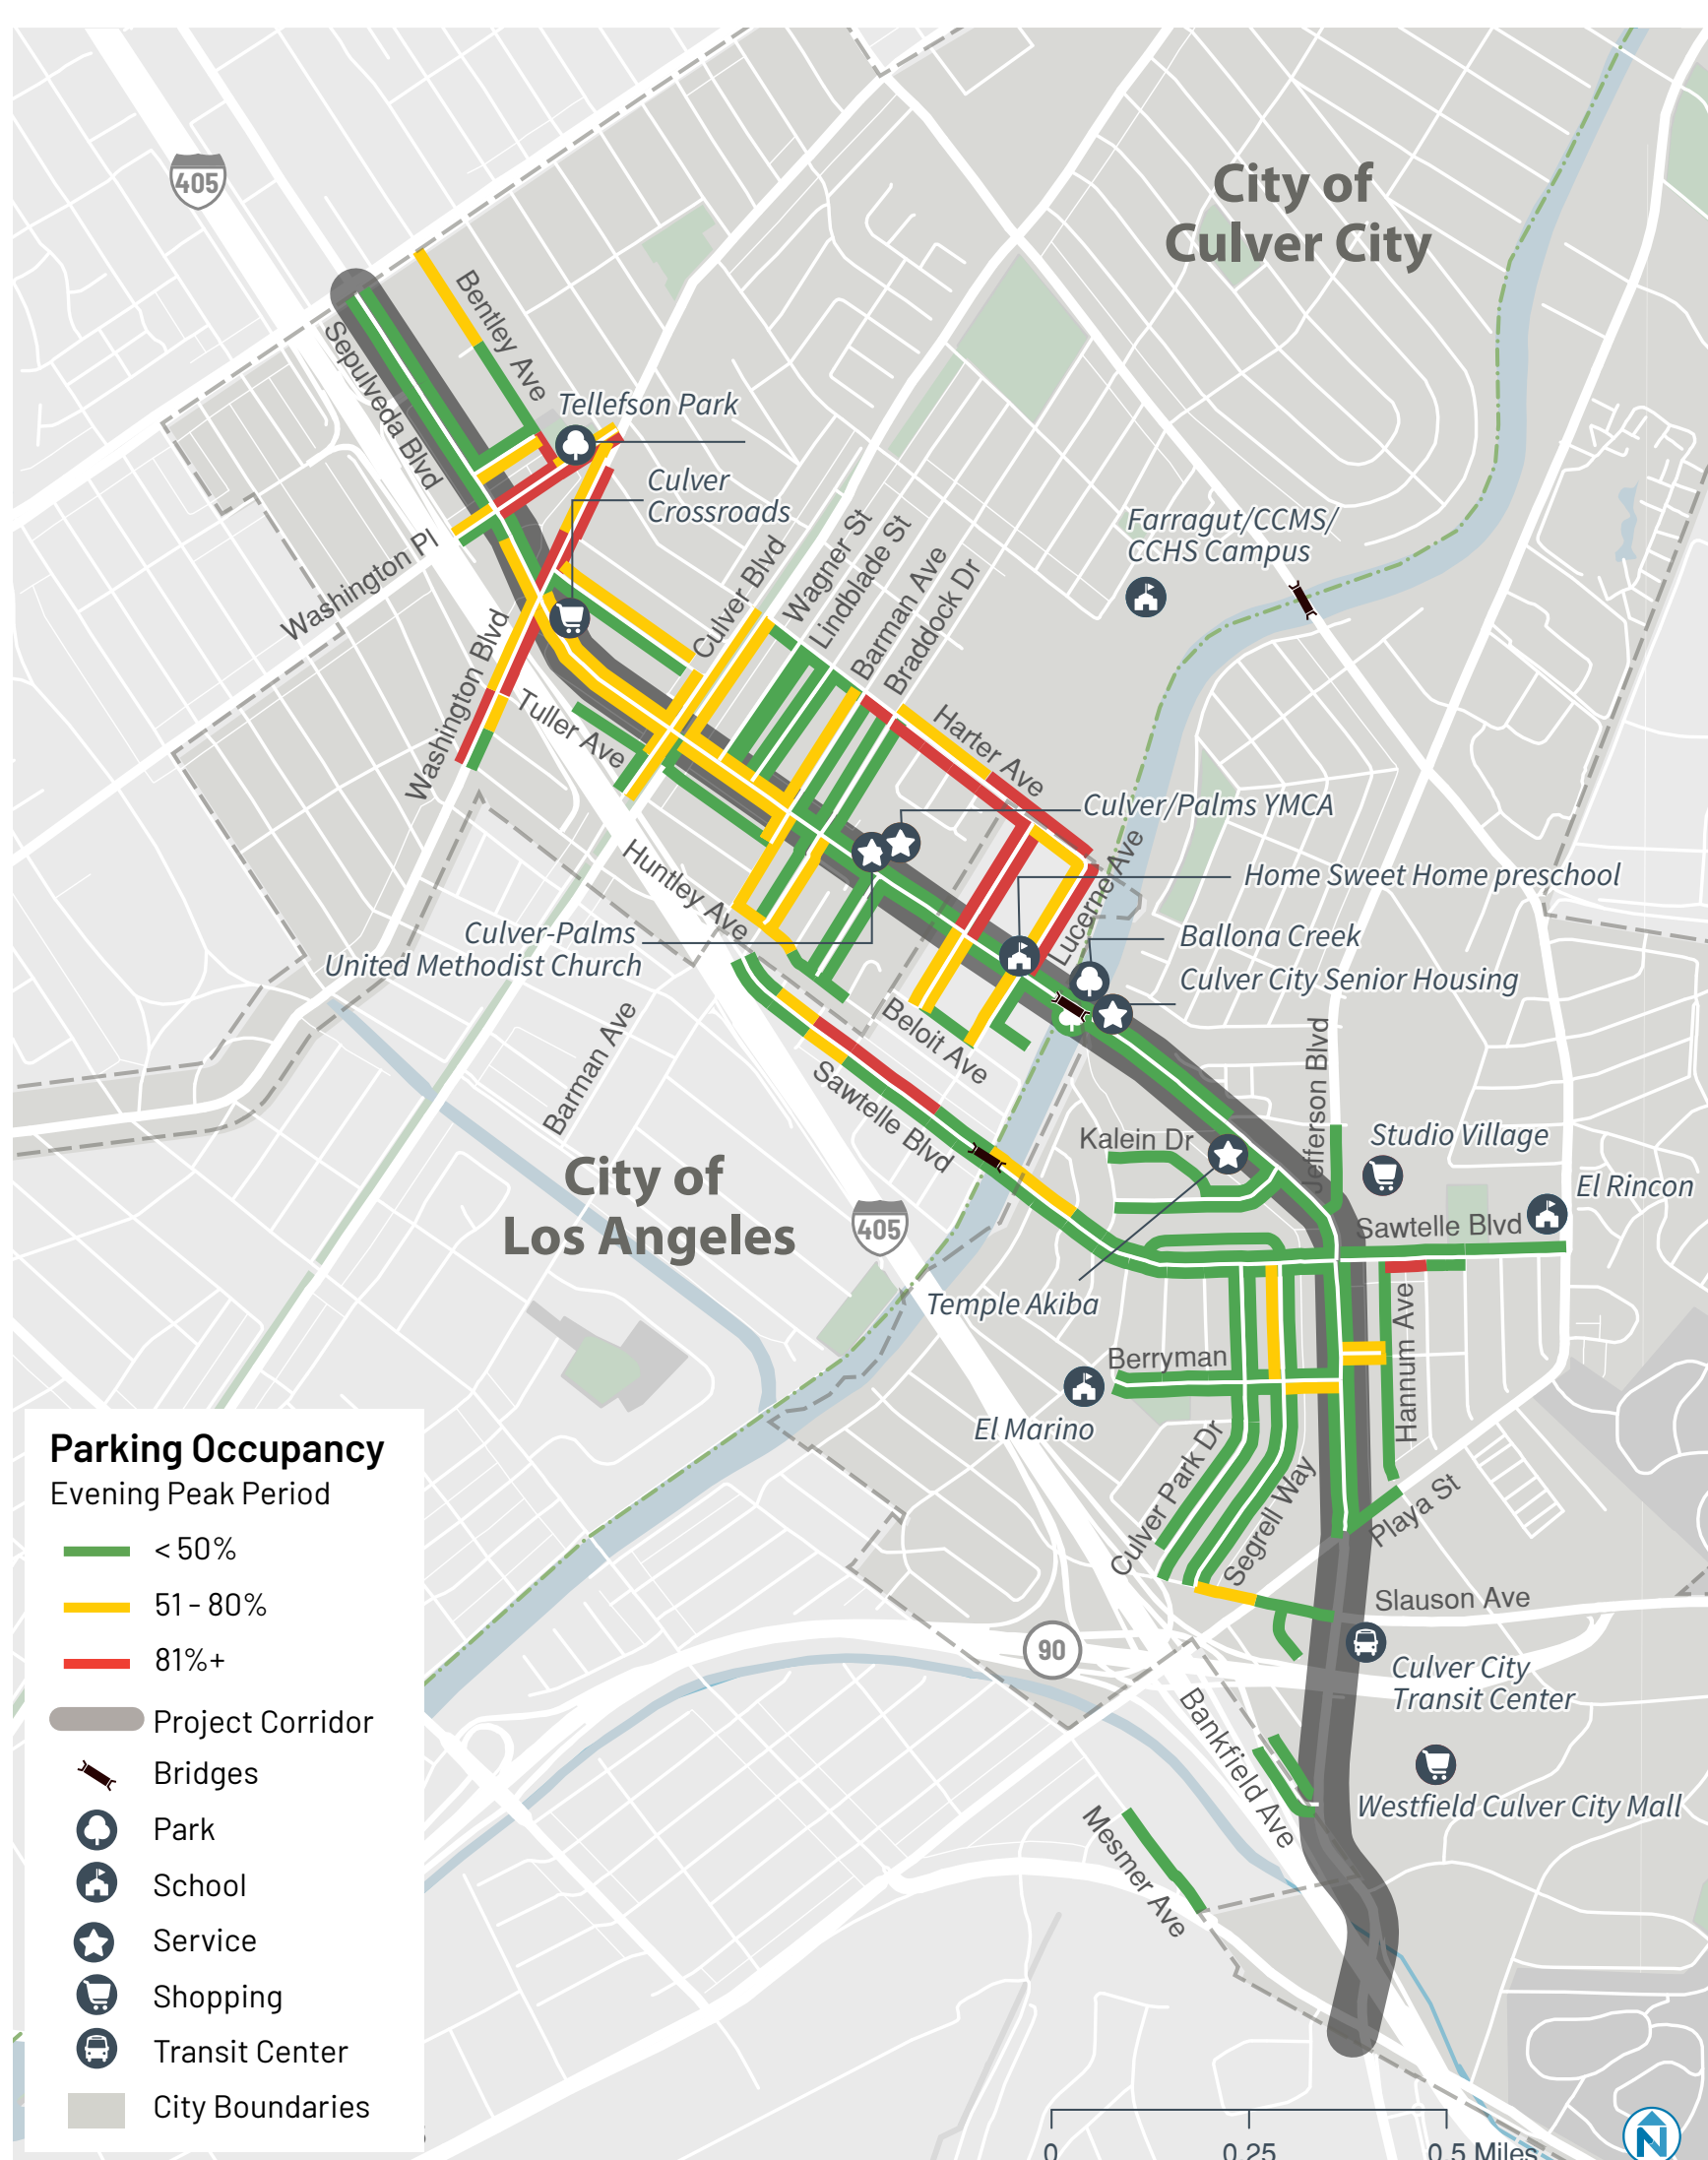 405
City of
Culver City
Bentley Ave
Sepulveda Blvd
Tellefson Park
Culver
Crossroads
Washington Pl
Culver Blvd
Wagner St
Lindblade St
Barman Ave
Braddock Dr
Farragut/CCMS/
CCHS Campus
Washington Blvd
Tuller Ave
Harter Ave
Culver/Palms YMCA
Huntley Ave
Lucerne Ave
Home Sweet Home preschool
Culver-Palms
United Methodist Church
Ballona Creek
Culver City Senior Housing
Barman Ave
Beloit Ave
Sawtelle Blvd
Jefferson Blvd
Kalein Dr
Studio Village
El Rincon
City of
Los Angeles
405
Sawtelle Blvd
Temple Akiba
Berryman
Hannum Ave
El Marino
Culver Park Dr
Segrell Way
Playa St
Slauson Ave
90
Culver City
Transit Center
Bankfield Ave
Westfield Culver City Mall
Mesmer Ave
Parking Occupancy
Evening Peak Period
< 50%
51 - 80%
81%+
Project Corridor
Bridges
Park
School
Service
Shopping
Transit Center
City Boundaries
0 0.25 0.5 Miles
N